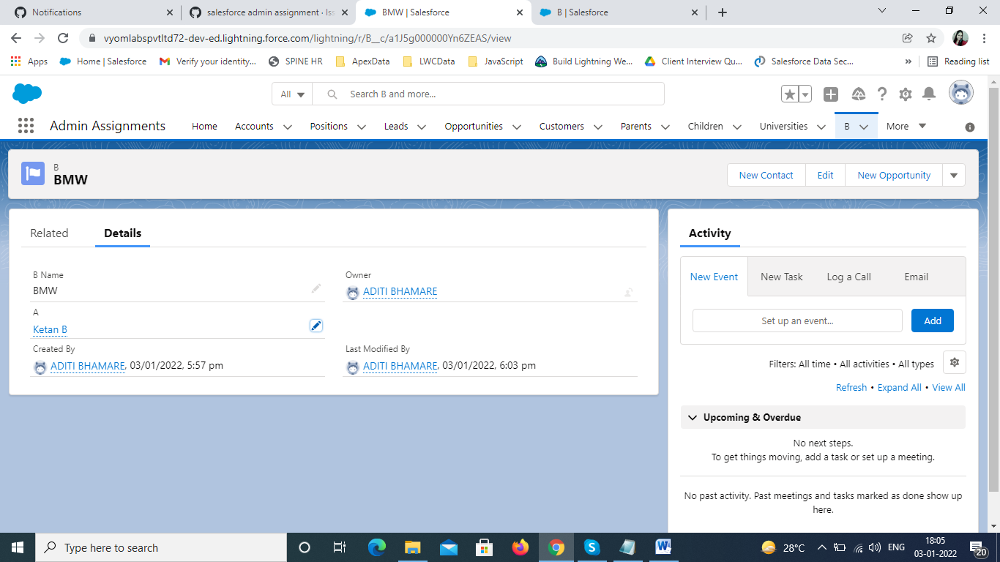 Notifications
salesforce admin assignment · Iss
BMW | Salesforce
B | Salesforce
vyomlabspvtltd72-dev-ed.lightning.force.com/lightning/r/B__c/a1J5g000000Yn6ZEAS/view
Apps
Home | Salesforce
Verify your identity...
SPINE HR
ApexData
LWCData
JavaScript
Build Lightning We...
Client Interview Qu...
Salesforce Data Sec...
»
Reading list
All
Search B and more...
Admin Assignments
Home
Accounts
Positions
Leads
Opportunities
Customers
Parents
Children
Universities
B
More
B
BMW
New Contact
Edit
New Opportunity
Related
Details
B Name
BMW
Owner
ADITI BHAMARE
A
Ketan B
Created By
ADITI BHAMARE, 03/01/2022, 5:57 pm
Last Modified By
ADITI BHAMARE, 03/01/2022, 6:03 pm
Activity
New Event
New Task
Log a Call
Email
Set up an event...
Add
Filters: All time • All activities • All types
Refresh • Expand All • View All
Upcoming & Overdue
No next steps.
To get things moving, add a task or set up a meeting.
No past activity. Past meetings and tasks marked as done show up
here.
Type here to search
28°C
ENG
18:05
03-01-2022
20